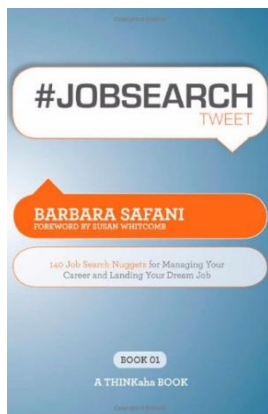 #JOBSEARCH
TWEET
BARBARA SAFANI
FOREWORD BY SUSAN WHITCOMB
140 Job Search Nuggets for Managing Your
Career and Landing Your Dream Job
BOOK 01
A THINKaha BOOK